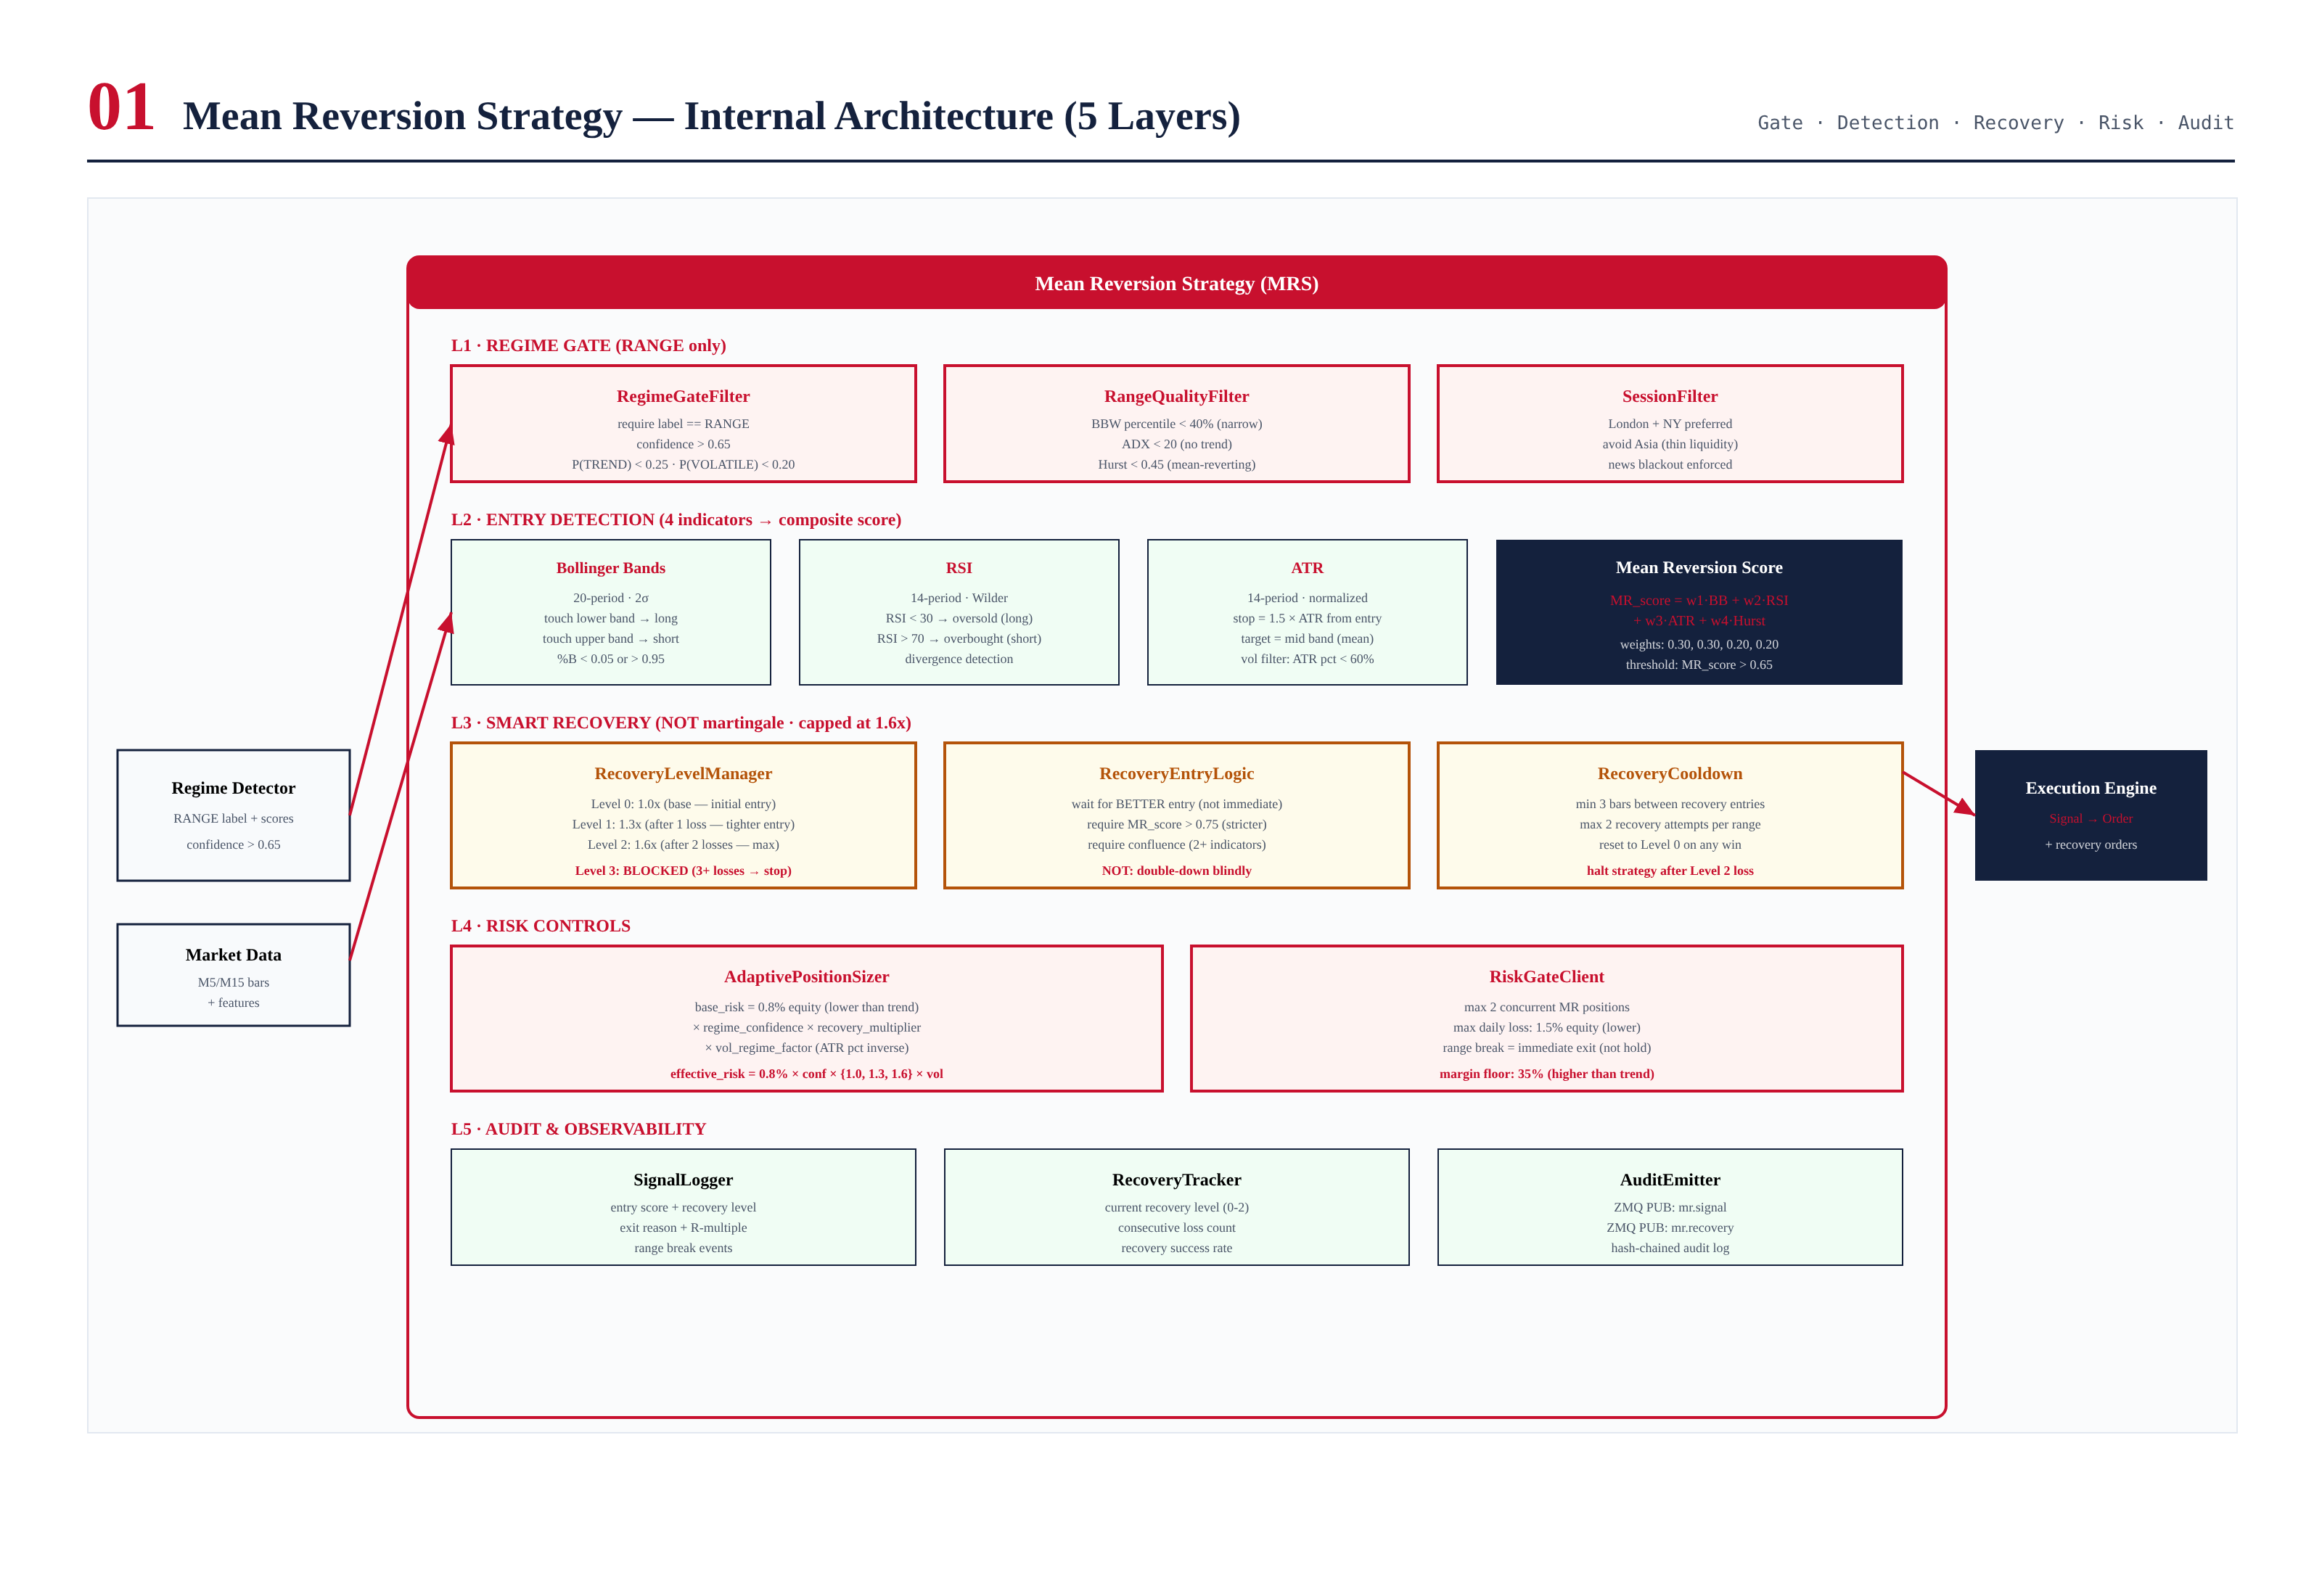 01 Mean Reversion Strategy — Internal Architecture (5 Layers)
Gate · Detection · Recovery · Risk · Audit
Mean Reversion Strategy (MRS)
L1 · REGIME GATE (RANGE only)
RegimeGateFilter
require label == RANGE
confidence > 0.65
P(TREND) < 0.25 · P(VOLATILE) < 0.20
RangeQualityFilter
BBW percentile < 40% (narrow)
ADX < 20 (no trend)
Hurst < 0.45 (mean-reverting)
SessionFilter
London + NY preferred
avoid Asia (thin liquidity)
news blackout enforced
L2 · ENTRY DETECTION (4 indicators → composite score)
Bollinger Bands
20-period · 2σ
touch lower band → long
touch upper band → short
%B < 0.05 or > 0.95
RSI
14-period · Wilder
RSI < 30 → oversold (long)
RSI > 70 → overbought (short)
divergence detection
ATR
14-period · normalized
stop = 1.5 × ATR from entry
target = mid band (mean)
vol filter: ATR pct < 60%
Mean Reversion Score
MR_score = w1·BB + w2·RSI
+ w3·ATR + w4·Hurst
weights: 0.30, 0.30, 0.20, 0.20
threshold: MR_score > 0.65
L3 · SMART RECOVERY (NOT martingale · capped at 1.6x)
RecoveryLevelManager
Level 0: 1.0x (base — initial entry)
Level 1: 1.3x (after 1 loss — tighter entry)
Level 2: 1.6x (after 2 losses — max)
Level 3: BLOCKED (3+ losses → stop)
RecoveryEntryLogic
wait for BETTER entry (not immediate)
require MR_score > 0.75 (stricter)
require confluence (2+ indicators)
NOT: double-down blindly
RecoveryCooldown
min 3 bars between recovery entries
max 2 recovery attempts per range
reset to Level 0 on any win
halt strategy after Level 2 loss
Regime Detector
RANGE label + scores
confidence > 0.65
Market Data
M5/M15 bars
+ features
Execution Engine
Signal → Order
+ recovery orders
L4 · RISK CONTROLS
AdaptivePositionSizer
base_risk = 0.8% equity (lower than trend)
× regime_confidence × recovery_multiplier
× vol_regime_factor (ATR pct inverse)
effective_risk = 0.8% × conf × {1.0, 1.3, 1.6} × vol
RiskGateClient
max 2 concurrent MR positions
max daily loss: 1.5% equity (lower)
range break = immediate exit (not hold)
margin floor: 35% (higher than trend)
L5 · AUDIT & OBSERVABILITY
SignalLogger
entry score + recovery level
exit reason + R-multiple
range break events
RecoveryTracker
current recovery level (0-2)
consecutive loss count
recovery success rate
AuditEmitter
ZMQ PUB: mr.signal
ZMQ PUB: mr.recovery
hash-chained audit log